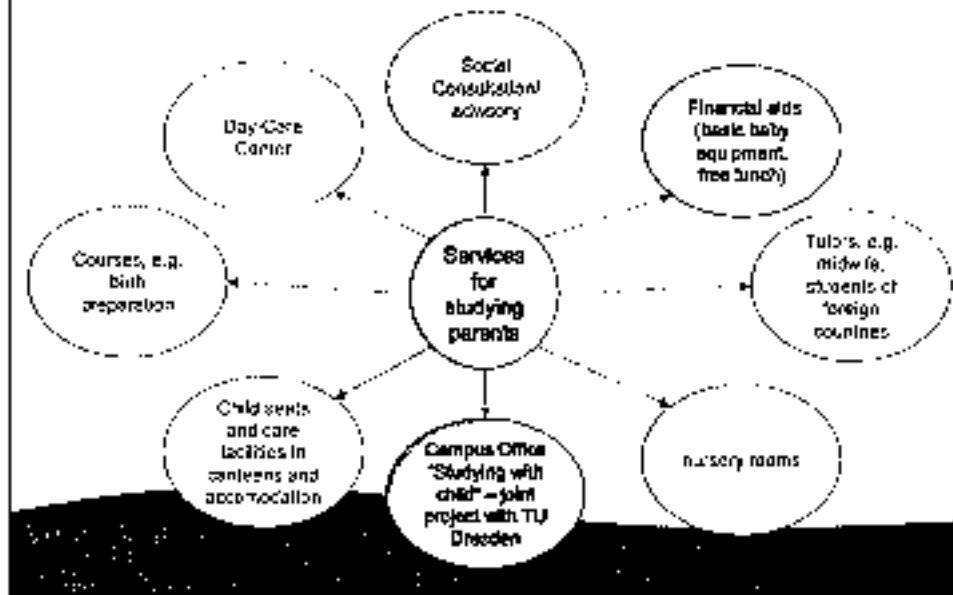 Social
Consultation/
advisory
Day-Care
Center
Financial aids
(basic baby
equipment,
free lunch)
Courses, e.g.
birth
preparation
Services
for
studying
parents
Tutors, e.g.
midwife,
students of
foreign
countries
Child seats
and care
facilities in
canteens and
accomodation
Campus Office
"Studying with
child" – joint
project with TU
Dresden
nursery rooms